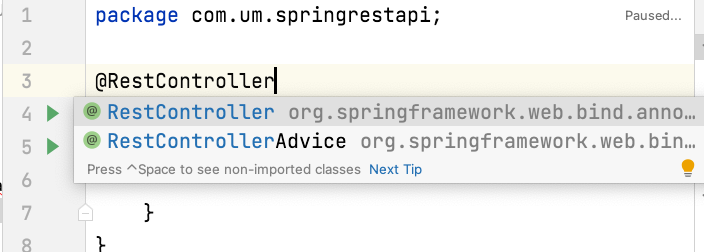 1 package com.um.springrestapi; Paused...
2
3 @RestController
4 @ RestController org.springframework.web.bind.anno...
5 @ RestControllerAdvice org.springframework.web.bin...
6 Press ^Space to see non-imported classes Next Tip
7 }
8 }